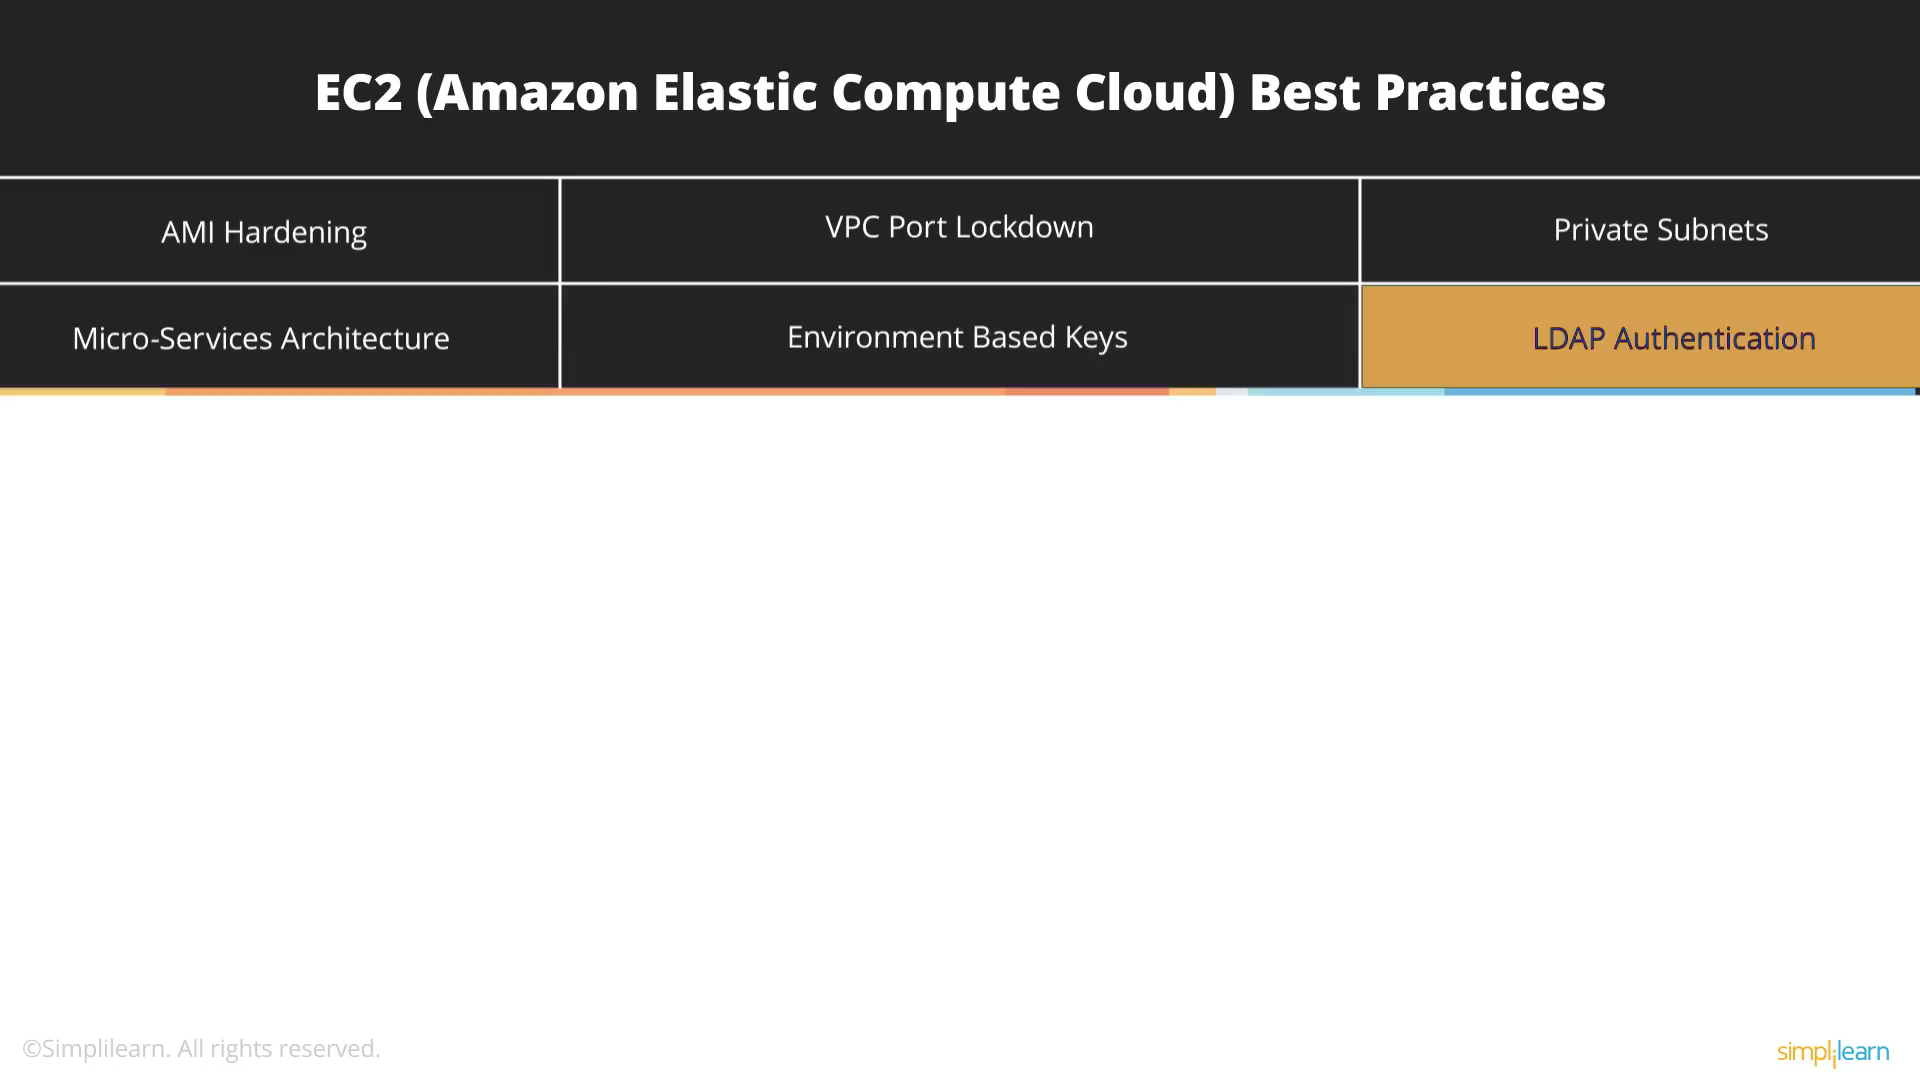 EC2 (Amazon Elastic Compute Cloud) Best Practices
AMI Hardening
VPC Port Lockdown
Private Subnets
Micro-Services Architecture
Environment Based Keys
LDAP Authentication
©Simplilearn. All rights reserved.
simplilearn